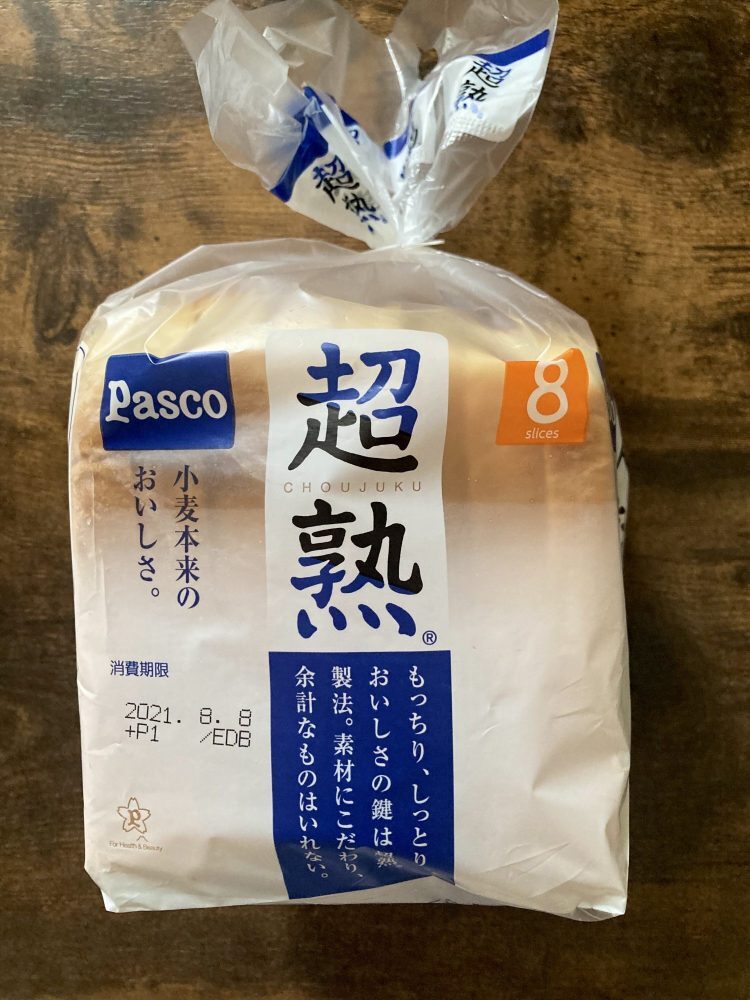 超熟
超熟
Pasco
超熟
CHOUJUKU
®
8
slices
小麦本来の
おいしさ。
消費期限
2021. 8. 8
+P1 /EDB
P
For Health & Beauty
もっちり、しっとり。
おいしさの鍵は超熟
製法。素材にこだわり、
余計なものはいれない。